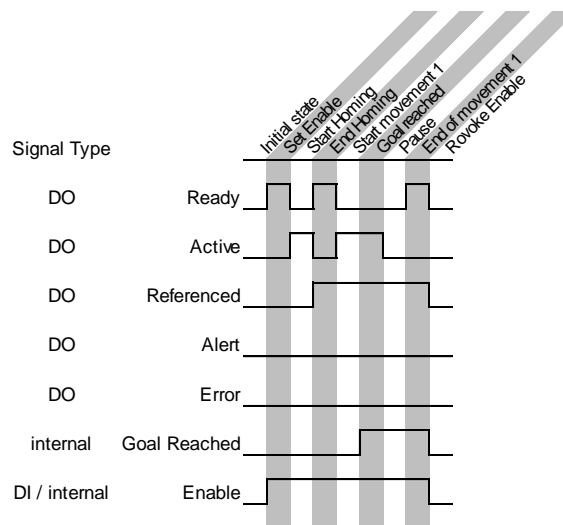 Initial state
Set Enable
Start Homing
End Homing
Start movement 1
Goal reached
Pause
End of movement 1
Rovoke Enable
Signal Type
DO Ready
DO Active
DO Referenced
DO Alert
DO Error
internal Goal Reached
DI / internal Enable